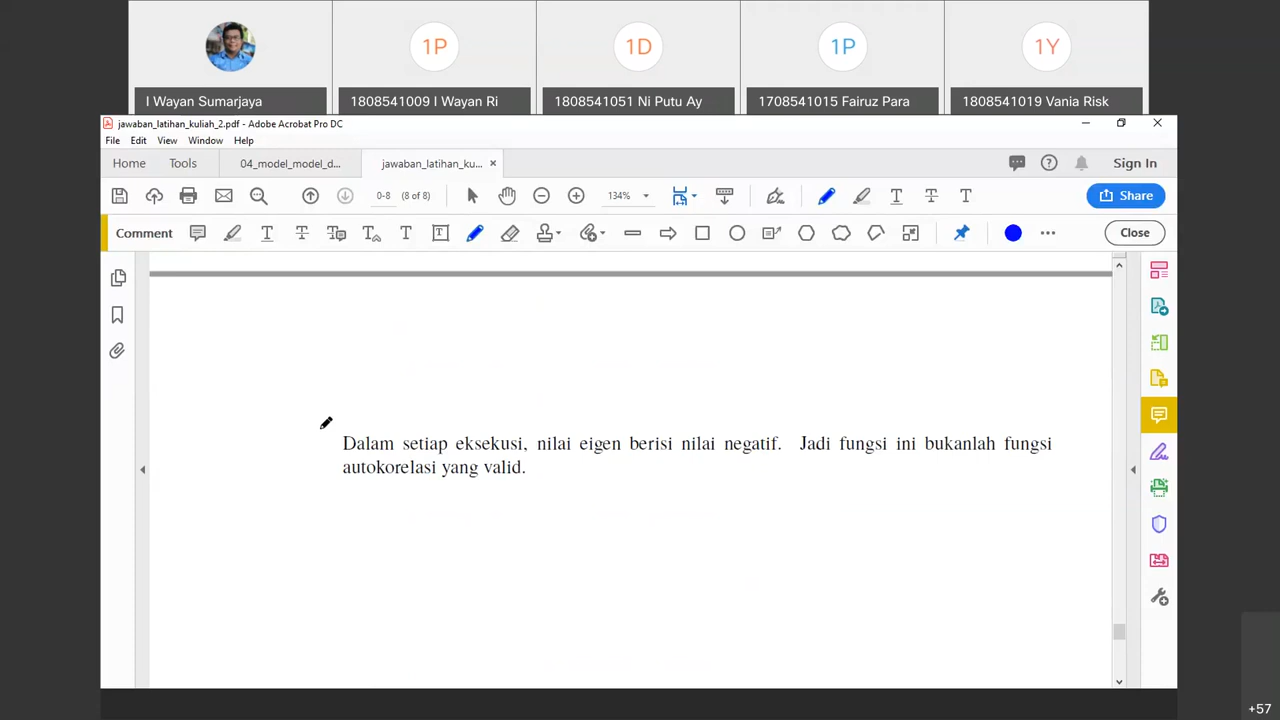 1P
1D
1P
1Y
I Wayan Sumarjaya
1808541009 I Wayan Ri
1808541051 Ni Putu Ay
1708541015 Fairuz Para
1808541019 Vania Risk
jawaban_latihan_kuliah_2.pdf - Adobe Acrobat Pro DC
File Edit View Window Help
Home Tools 04_model_model_d... jawaban_latihan_ku... Sign In
0-8 (8 of 8) 134% Share
Comment Close
Dalam setiap eksekusi, nilai eigen berisi nilai negatif. Jadi fungsi ini bukanlah fungsi
autokorelasi yang valid.
+57